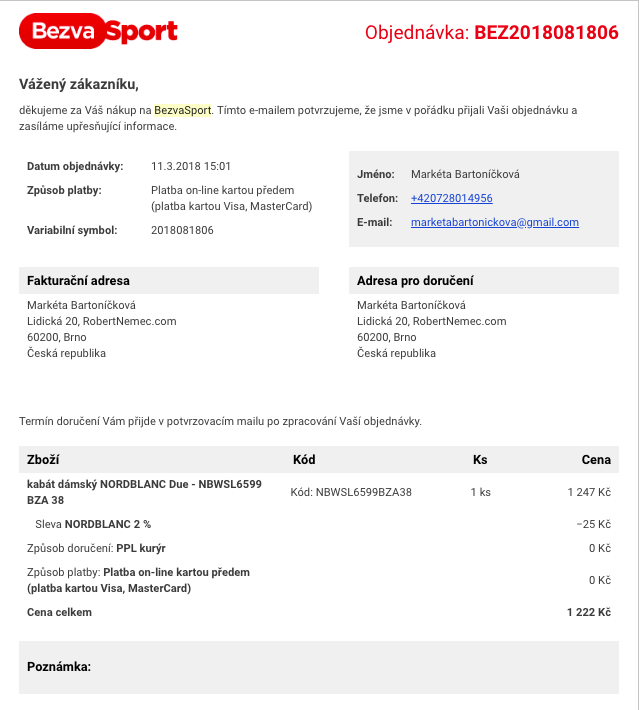 BezvaSport
Objednávka: BEZ2018081806
Vážený zákazníku,
děkujeme za Váš nákup na BezvaSport. Tímto e-mailem potvrzujeme, že jsme v pořádku přijali Vaši objednávku a
zasíláme upřesňující informace.
Datum objednávky: 11.3.2018 15:01
Způsob platby: Platba on-line kartou předem
(platba kartou Visa, MasterCard)
Variabilní symbol: 2018081806
Jméno: Markéta Bartoníčková
Telefon: +420728014956
E-mail: marketabartonickova@gmail.com
Fakturační adresa
Markéta Bartoníčková
Lidická 20, RobertNemec.com
60200, Brno
Česká republika
Adresa pro doručení
Markéta Bartoníčková
Lidická 20, RobertNemec.com
60200, Brno
Česká republika
Termín doručení Vám přijde v potvrzovacím mailu po zpracování Vaší objednávky.
Zboží Kód Ks Cena
kabát dámský NORDBLANC Due - NBWSL6599
BZA 38
Kód: NBWSL6599BZA38 1 ks 1 247 Kč
Sleva NORDBLANC 2 % −25 Kč
Způsob doručení: PPL kurýr 0 Kč
Způsob platby: Platba on-line kartou předem
(platba kartou Visa, MasterCard)
0 Kč
Cena celkem 1 222 Kč
Poznámka: